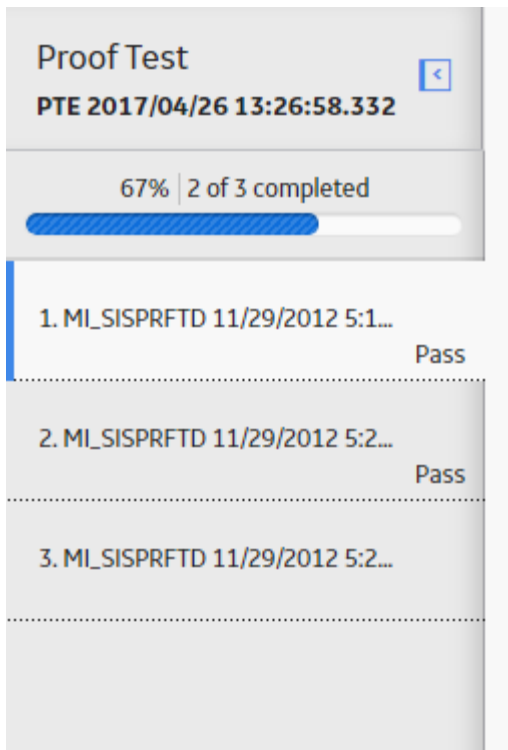 Proof Test
PTE 2017/04/26 13:26:58.332
67% 2 of 3 completed
1. MI_SISPRFTD 11/29/2012 5:1...
Pass
2. MI_SISPRFTD 11/29/2012 5:2...
Pass
3. MI_SISPRFTD 11/29/2012 5:2...